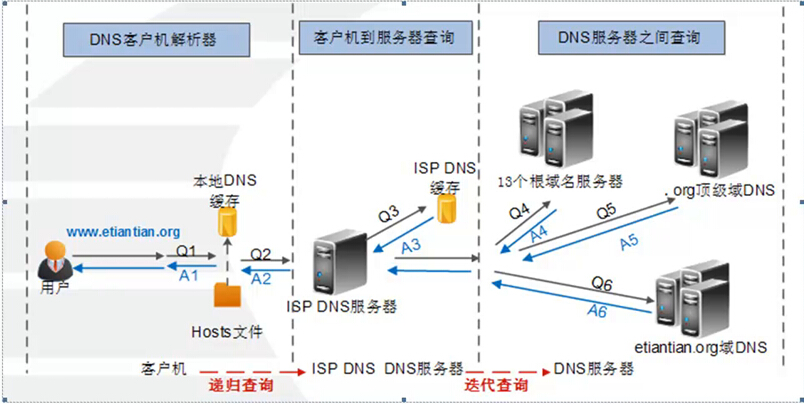 DNS客户机解析器
客户机到服务器查询
DNS服务器之间查询
本地DNS
缓存
ISP DNS
缓存
13个根域名服务器
.org顶级域DNS
www.etiantian.org
Q1
A1
Q2
A2
Q3
A3
Q4
A4
Q5
A5
Q6
A6
用户
Hosts文件
ISP DNS服务器
etiantian.org域DNS
客户机
递归查询
ISP DNS DNS服务器
迭代查询
DNS服务器